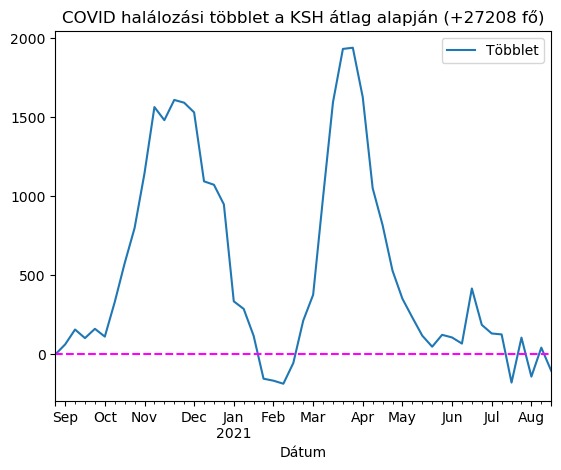 COVID halálozási többlet a KSH átlag alapján (+27208 fő)
Többlet
2000
1500
1000
500
0
Sep Oct Nov Dec Jan Feb Mar Apr May Jun Jul Aug
2021
Dátum